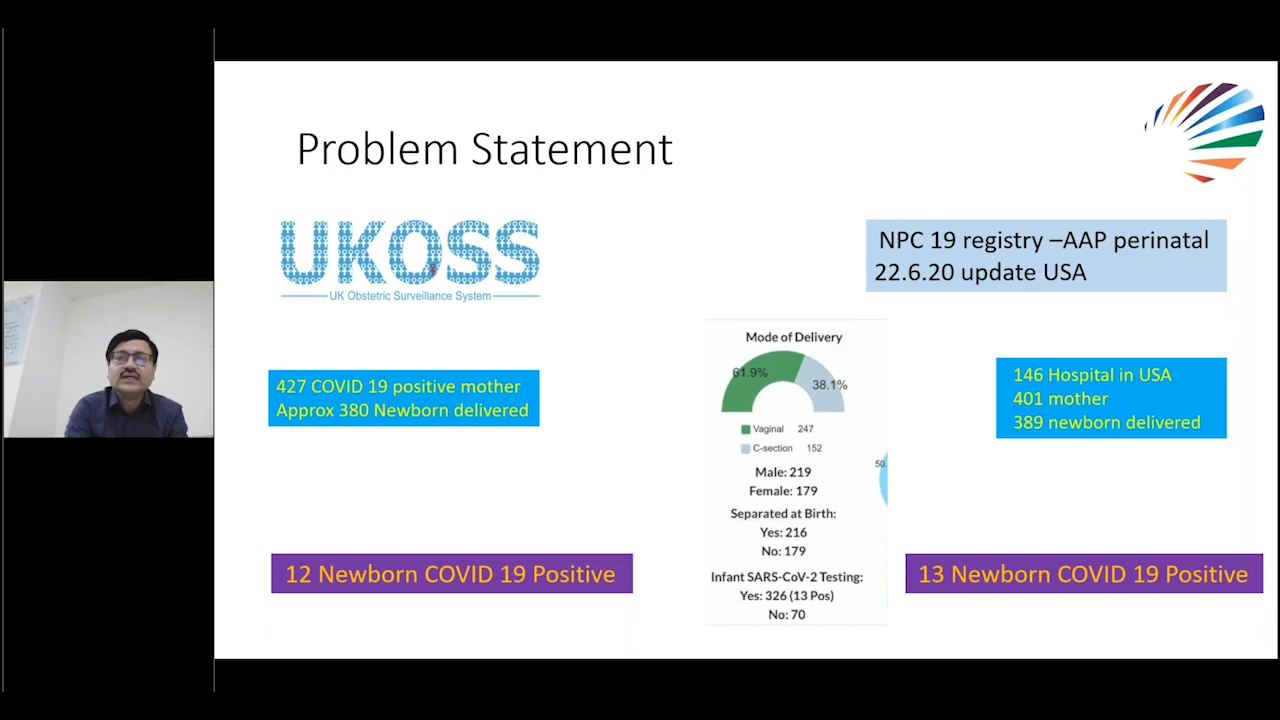 Problem Statement
UKOSS
UK Obstetric Surveillance System
NPC 19 registry –AAP perinatal
22.6.20 update USA
427 COVID 19 positive mother
Approx 380 Newborn delivered
Mode of Delivery
61.9%
38.1%
Vaginal 247
C-section 152
Male: 219
Female: 179
Separated at Birth:
Yes: 216
No: 179
Infant SARS-CoV-2 Testing:
Yes: 326 (13 Pos)
No: 70
50.
146 Hospital in USA
401 mother
389 newborn delivered
12 Newborn COVID 19 Positive
13 Newborn COVID 19 Positive